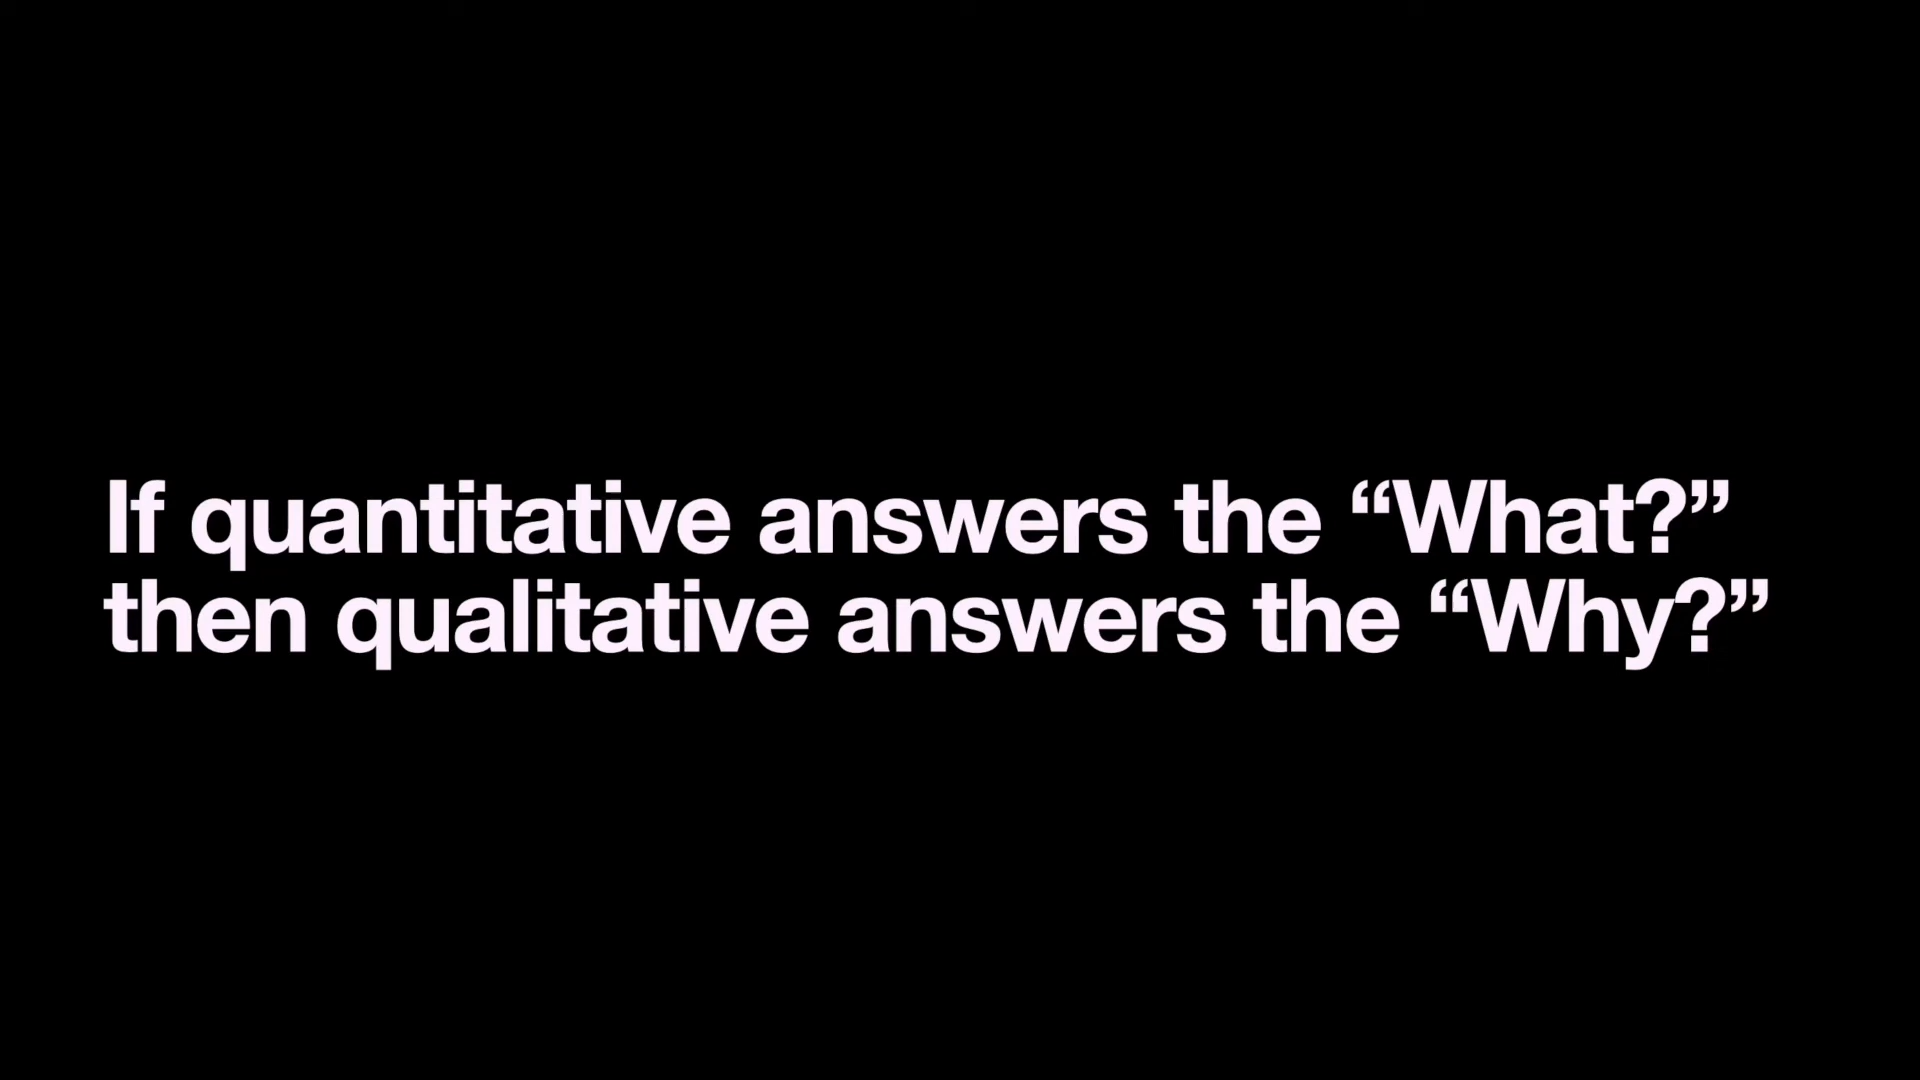 If quantitative answers the “What?”
then qualitative answers the “Why?”